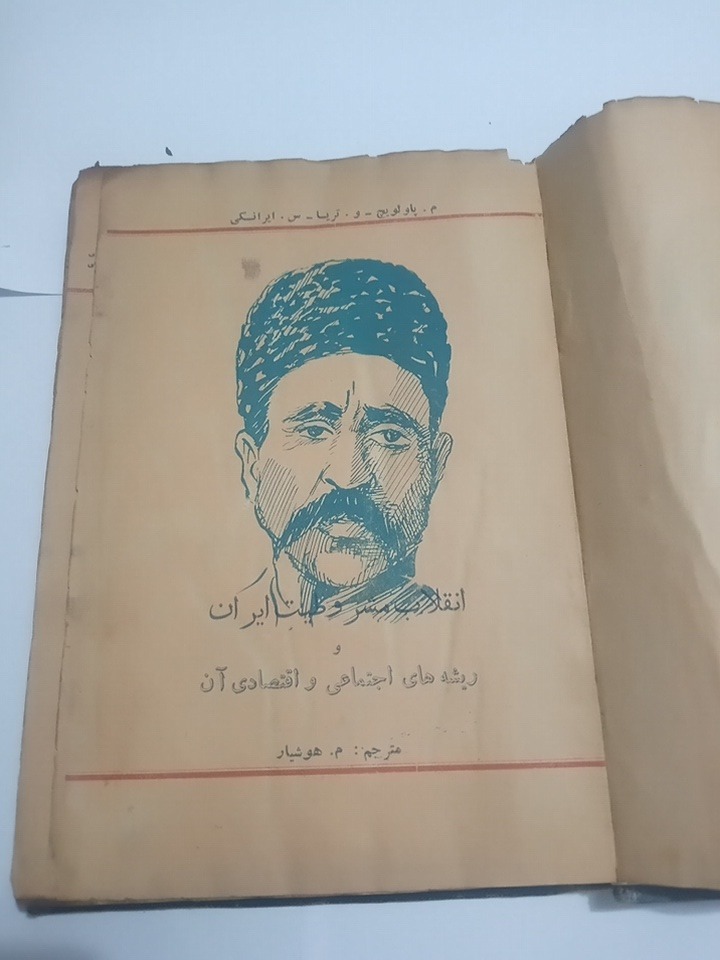 م. پاولویچ - و. تریا - س. ایرانسکی
انقلاب مشروطیت ایران
و
ریشه های اجتماعی و اقتصادی آن
مترجم: م. هوشیار